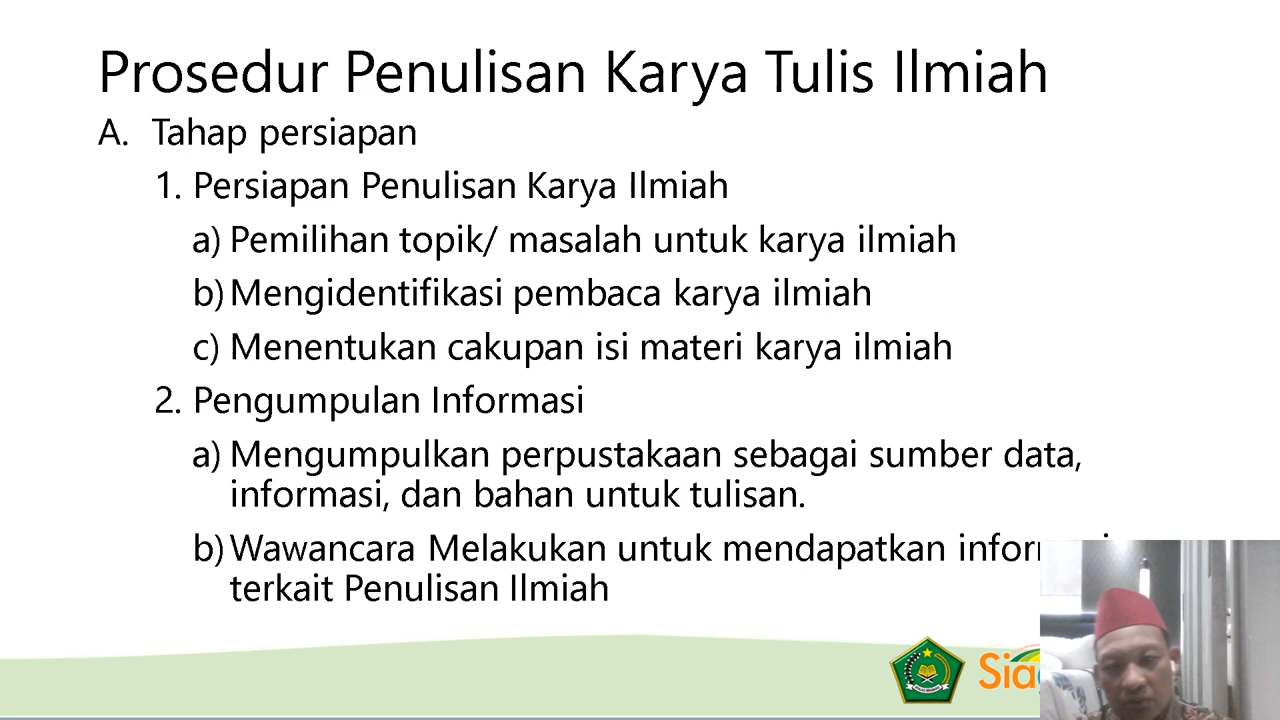 Prosedur Penulisan Karya Tulis Ilmiah
A. Tahap persiapan
1. Persiapan Penulisan Karya Ilmiah
a) Pemilihan topik/ masalah untuk karya ilmiah
b) Mengidentifikasi pembaca karya ilmiah
c) Menentukan cakupan isi materi karya ilmiah
2. Pengumpulan Informasi
a) Mengumpulkan perpustakaan sebagai sumber data,
informasi, dan bahan untuk tulisan.
b) Wawancara Melakukan untuk mendapatkan
terkait Penulisan Ilmiah